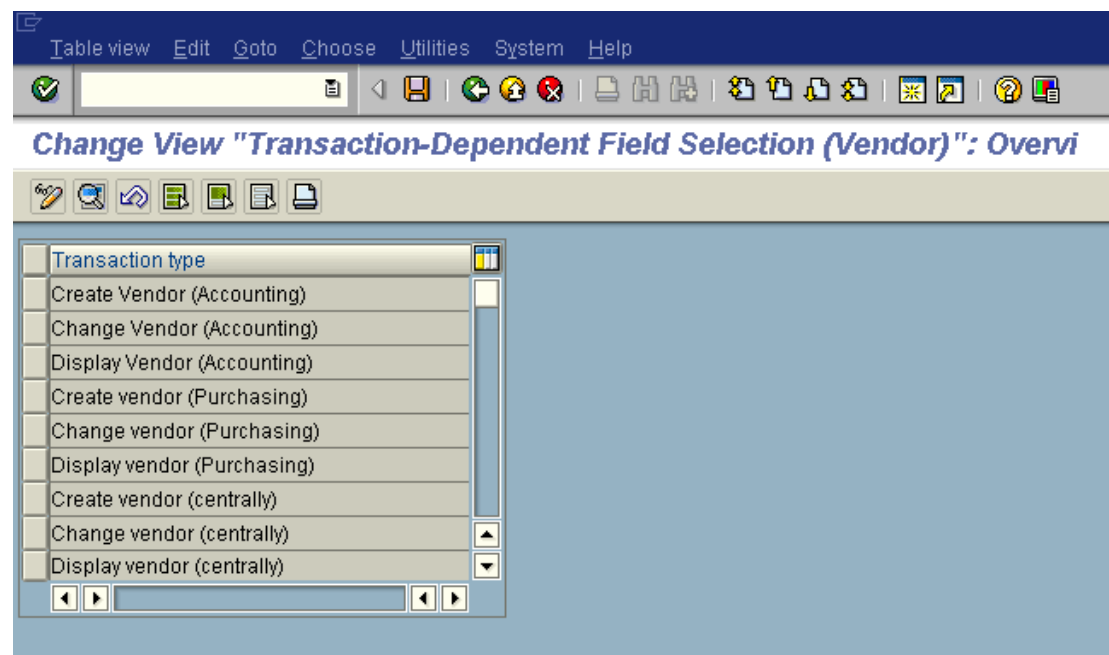 Table view Edit Goto Choose Utilities System Help
Change View "Transaction-Dependent Field Selection (Vendor)": Overvi
Transaction type
Create Vendor (Accounting)
Change Vendor (Accounting)
Display Vendor (Accounting)
Create vendor (Purchasing)
Change vendor (Purchasing)
Display vendor (Purchasing)
Create vendor (centrally)
Change vendor (centrally)
Display vendor (centrally)